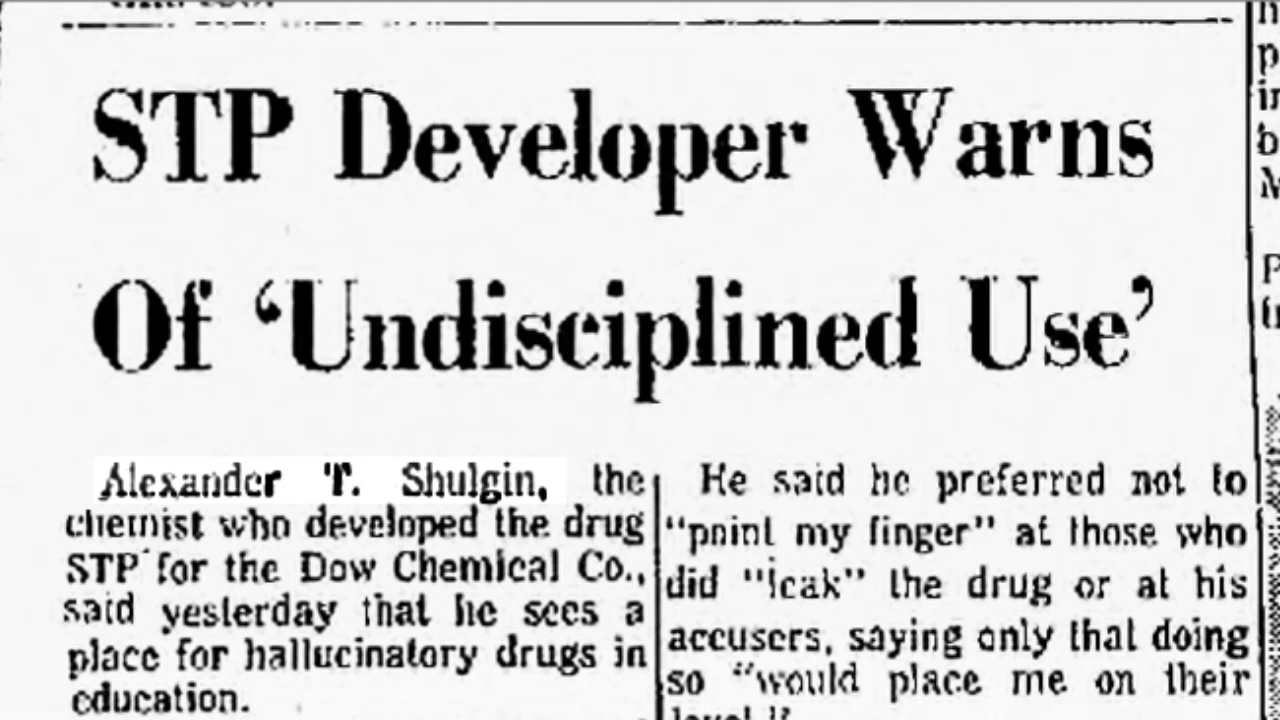 STP Developer Warns
Of ‘Undisciplined Use’
Alexander T. Shulgin, the
chemist who developed the drug
STP for the Dow Chemical Co.,
said yesterday that he sees a
place for hallucinatory drugs in
education.
He said he preferred not to
"point my finger" at those who
did "leak" the drug or at his
accusers, saying only that doing
so "would place me on their
level."